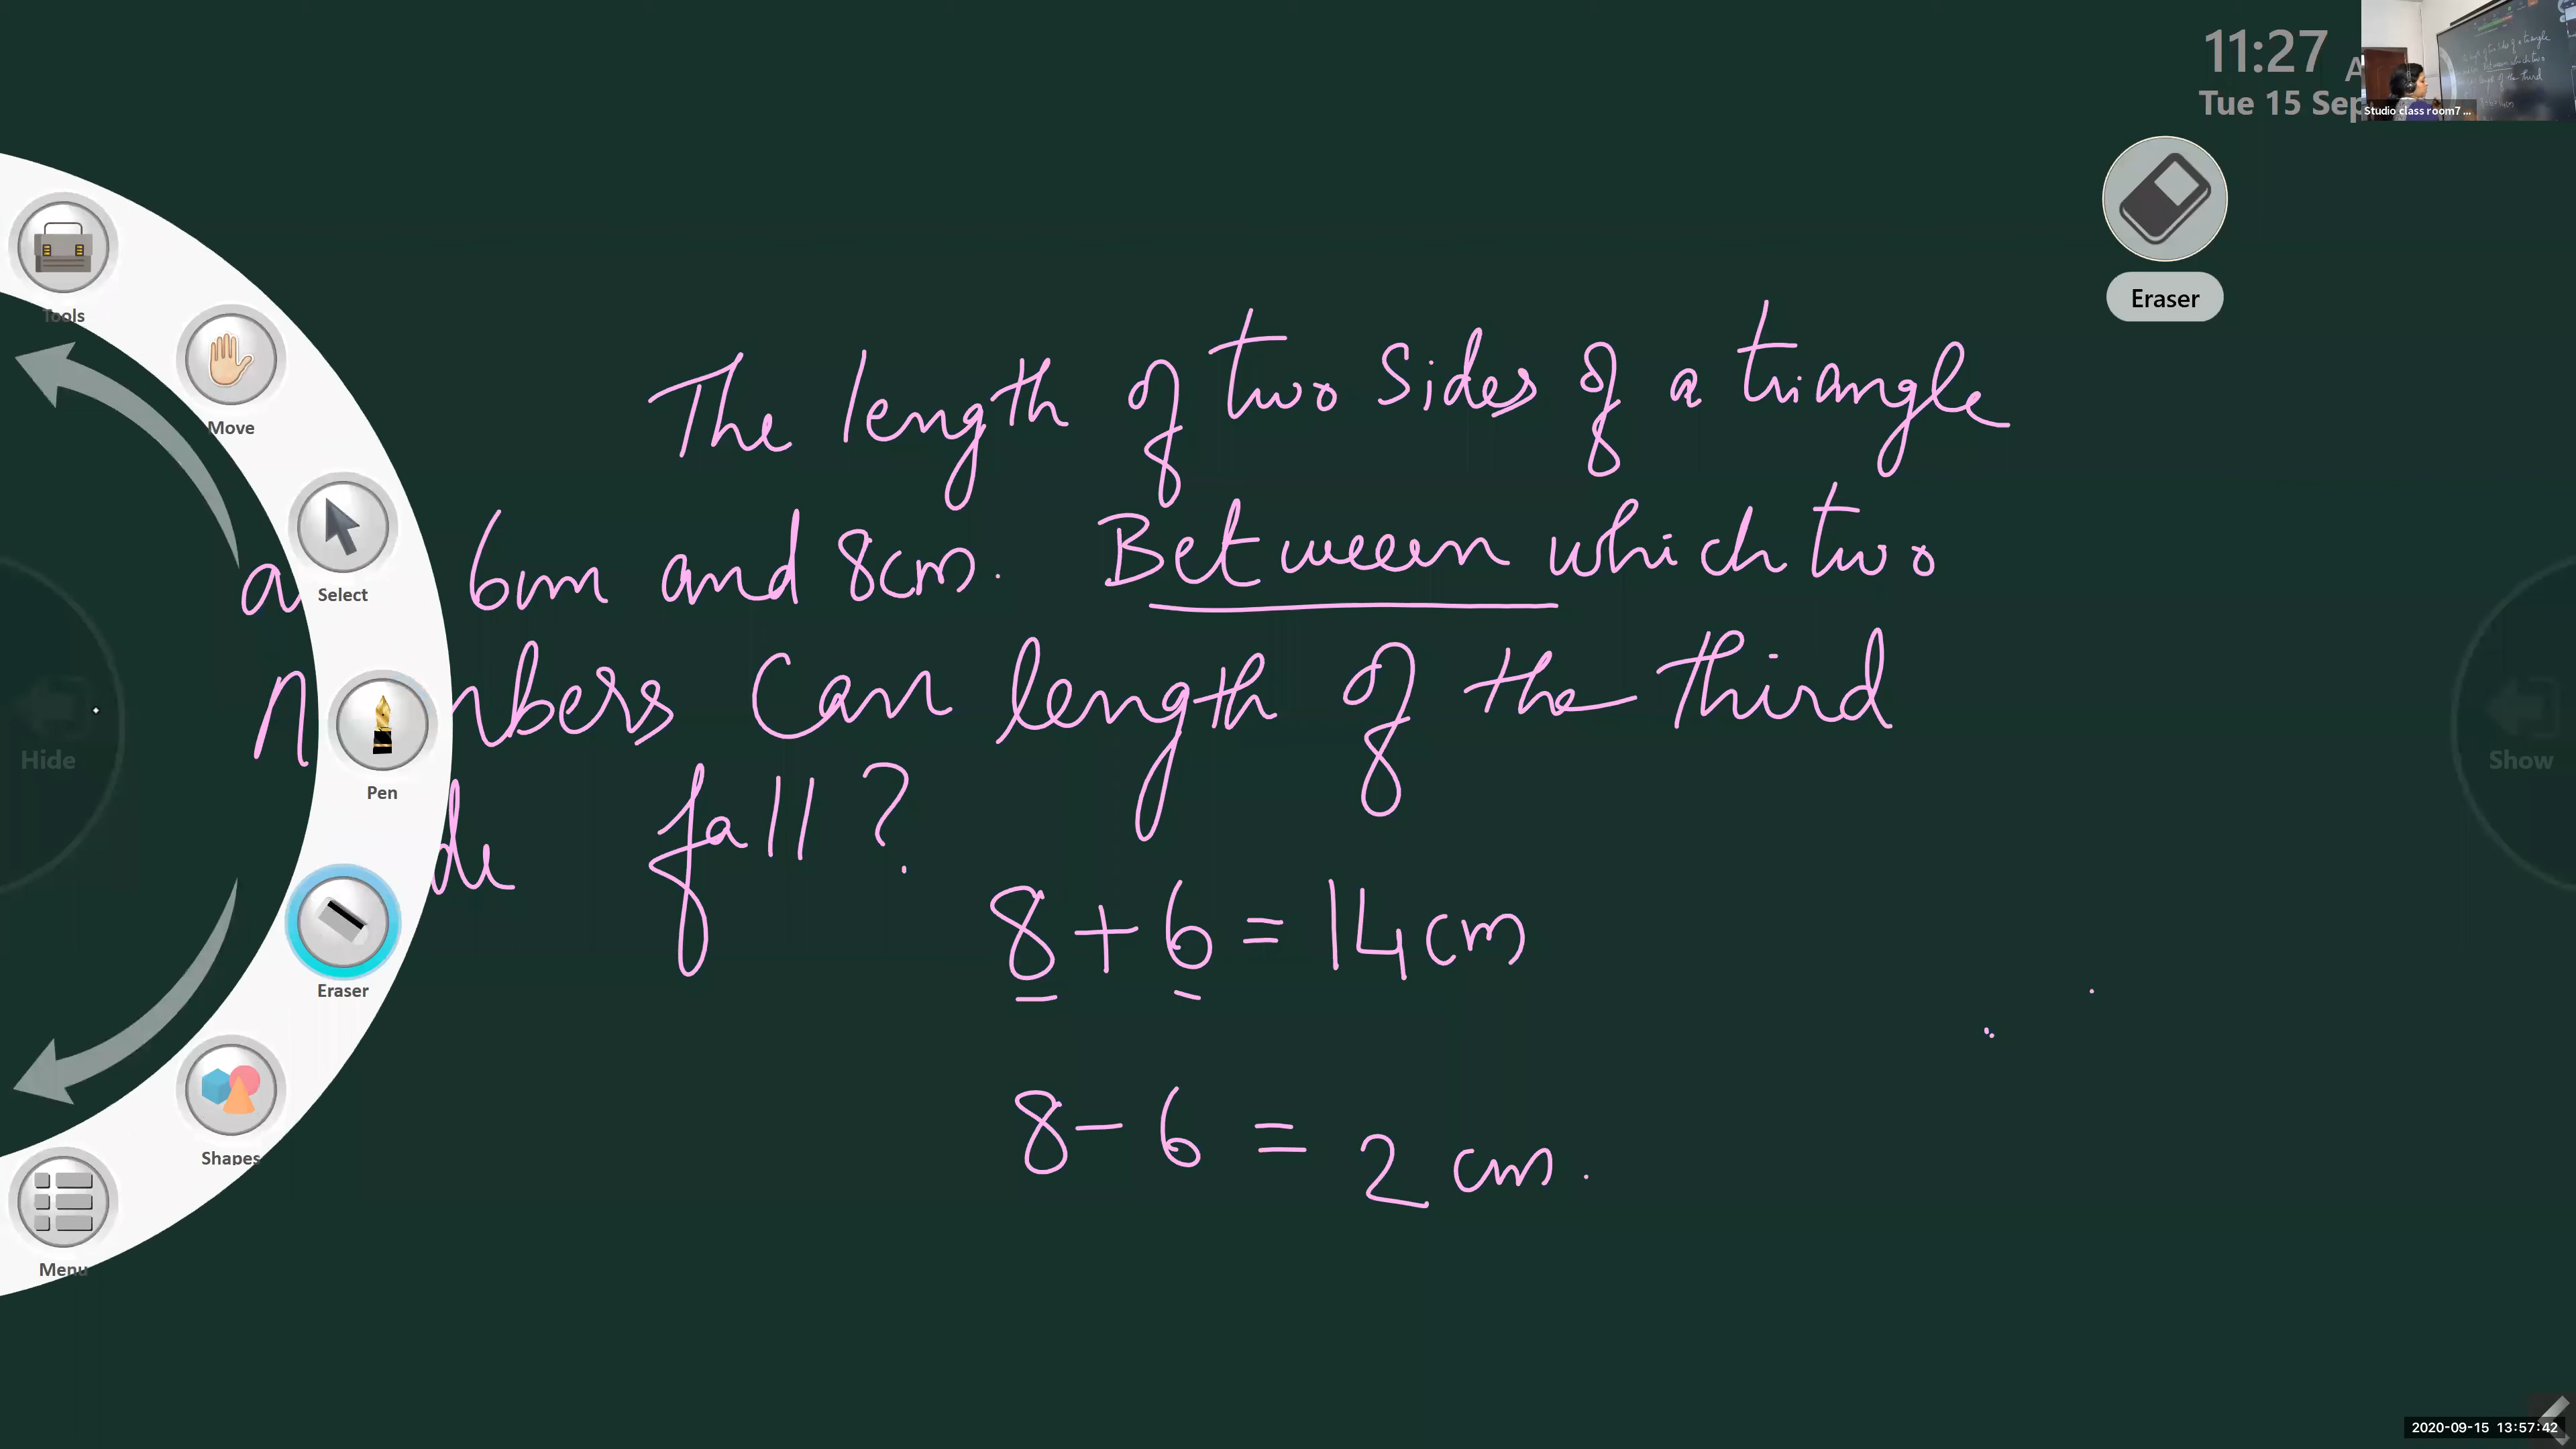 11:27 A
Tue 15 Sep
Studio class room7 ...
Eraser
Tools
Move
Select
Pen
Eraser
Shapes
Menu
Hide
Show
The length of two Sides of a triangle
a 6cm and 8cm. Betweeen which two
bers Can length of the third
de fall?
8 + 6 = 14cm
8 - 6 = 2 cm.
2020-09-15 13:57:42